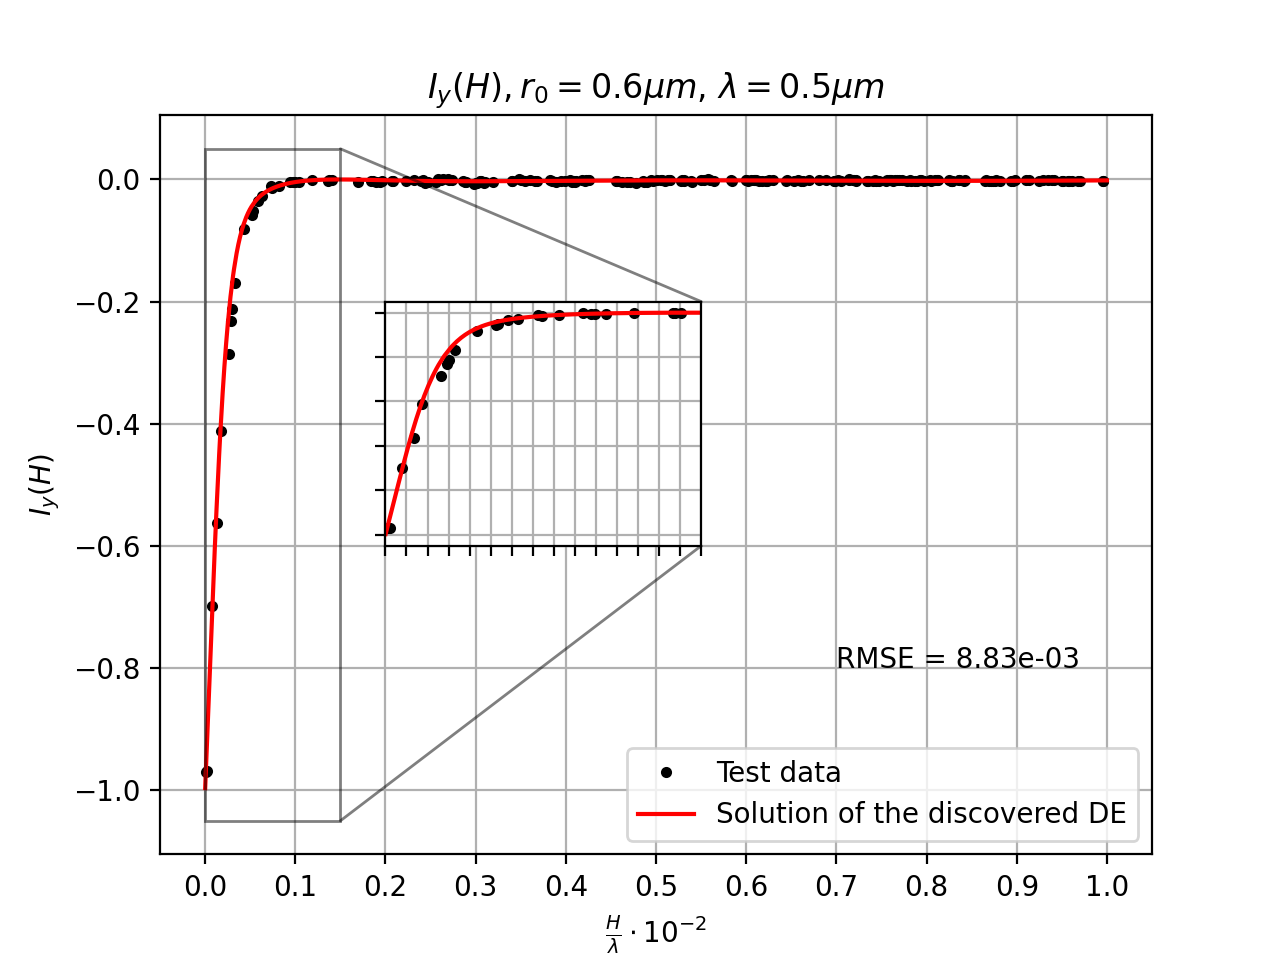 I_y(H), r_0 = 0.6μm, λ = 0.5μm
0.0
−0.2
−0.4
−0.6
−0.8
−1.0
I_y(H)
RMSE = 8.83e-03
Test data
Solution of the discovered DE
0.0 0.1 0.2 0.3 0.4 0.5 0.6 0.7 0.8 0.9 1.0
H/λ · 10⁻²